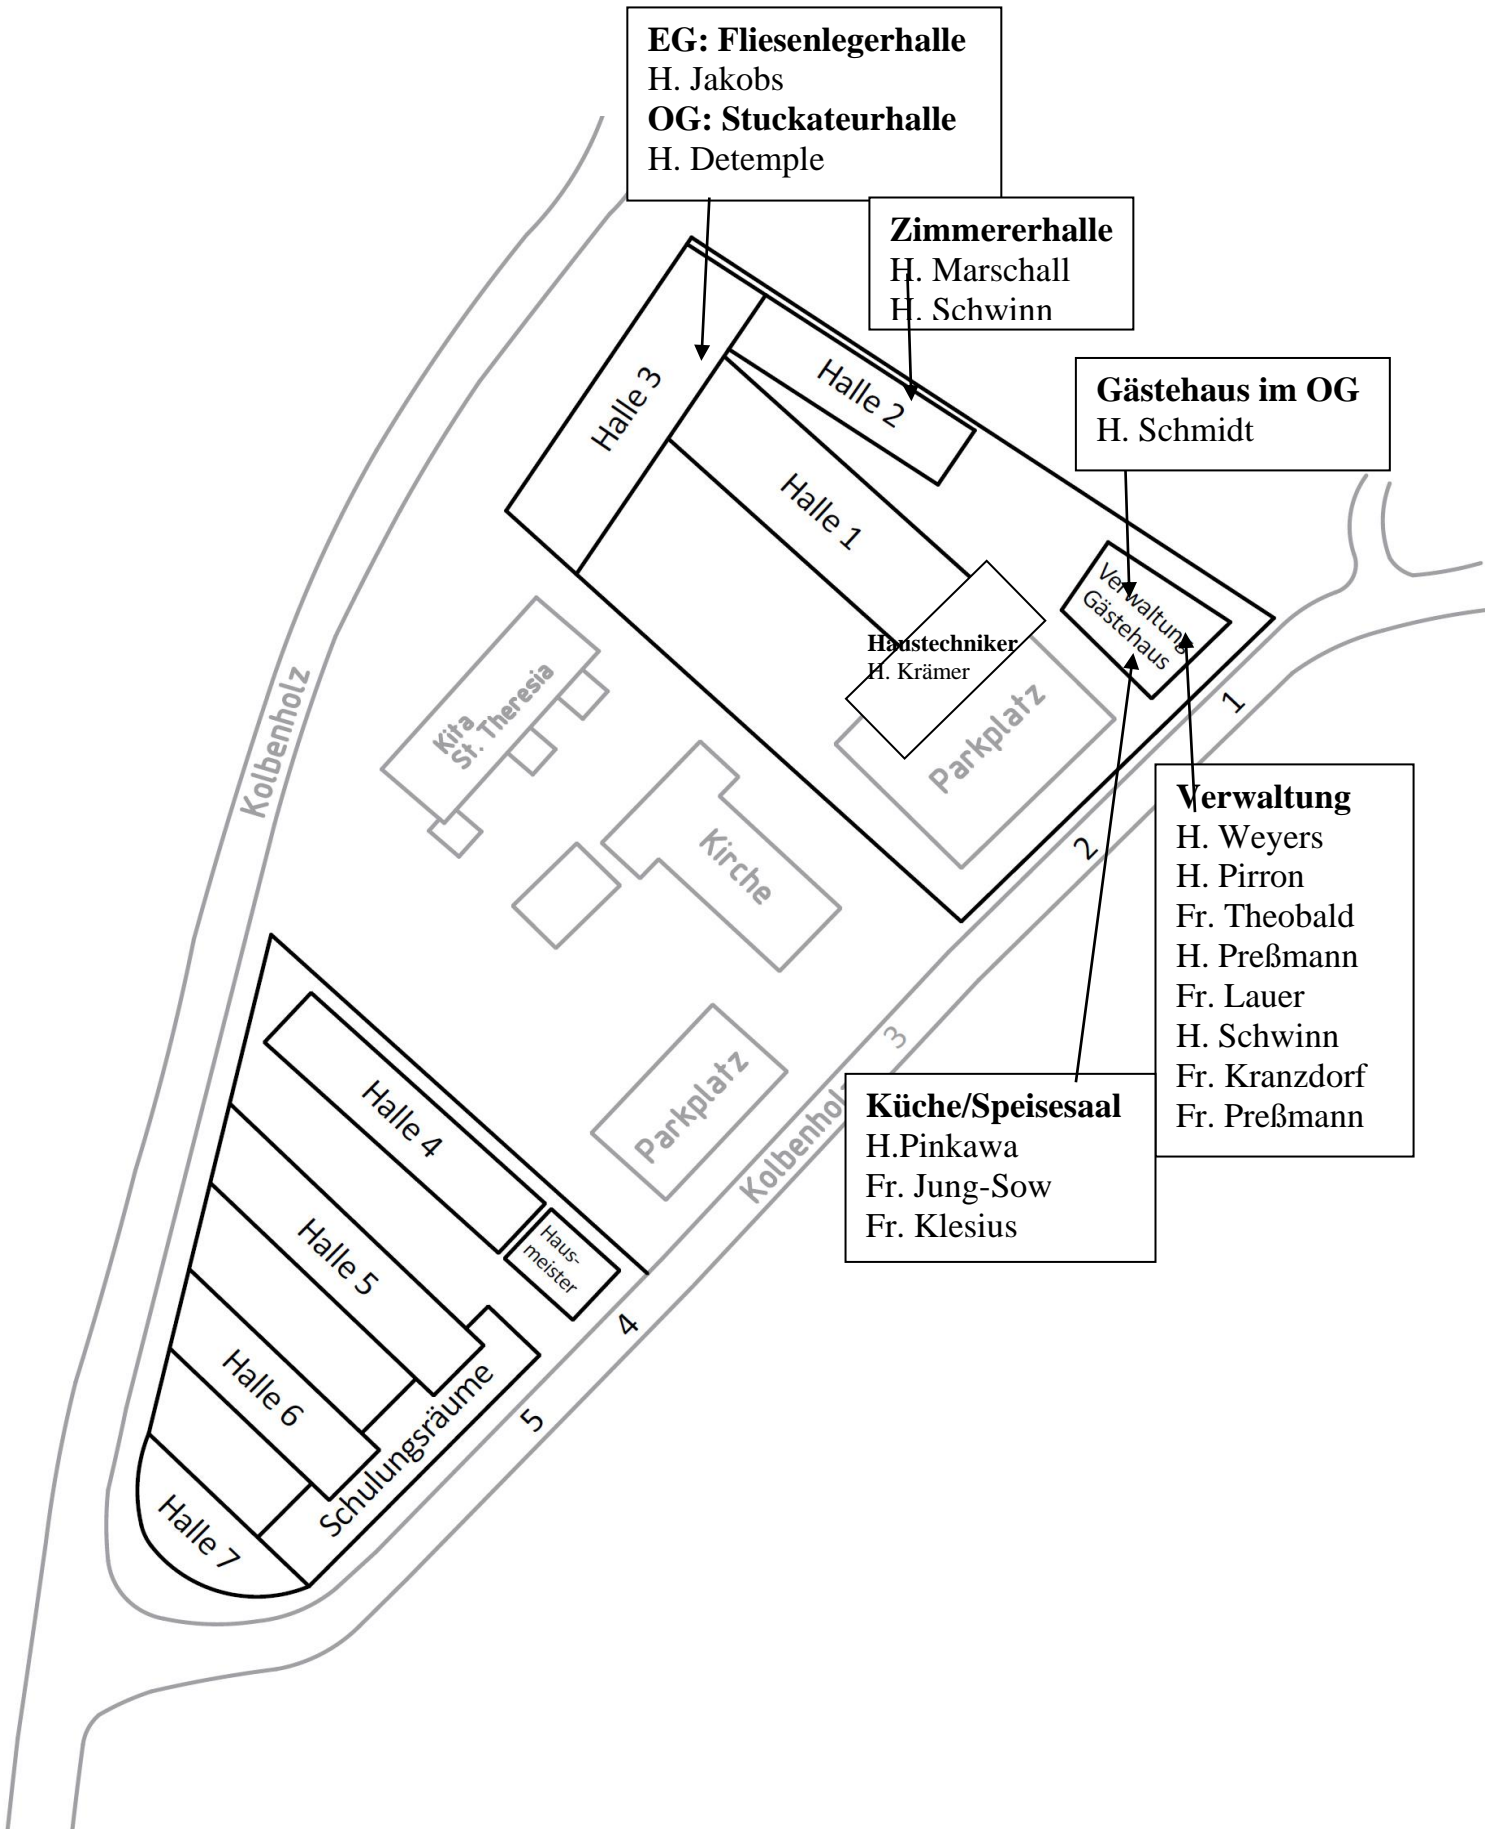 EG: Fliesenlegerhalle
H. Jakobs
OG: Stuckateurhalle
H. Detemple
Zimmererhalle
H. Marschall
H. Schwinn
Gästehaus im OG
H. Schmidt
Halle 3
Halle 2
Halle 1
Verwaltung
Gästehaus
Haustechniker
H. Krämer
Parkplatz
Kita
St. Theresia
Kolbenholz
Kirche
1
2
Verwaltung
H. Weyers
H. Pirron
Fr. Theobald
H. Preßmann
Fr. Lauer
H. Schwinn
Fr. Kranzdorf
Fr. Preßmann
3
Parkplatz
Kolbenholz
Küche/Speisesaal
H.Pinkawa
Fr. Jung-Sow
Fr. Klesius
Halle 4
Haus-
meister
Halle 5
4
Halle 6
Schulungsräume
5
Halle 7